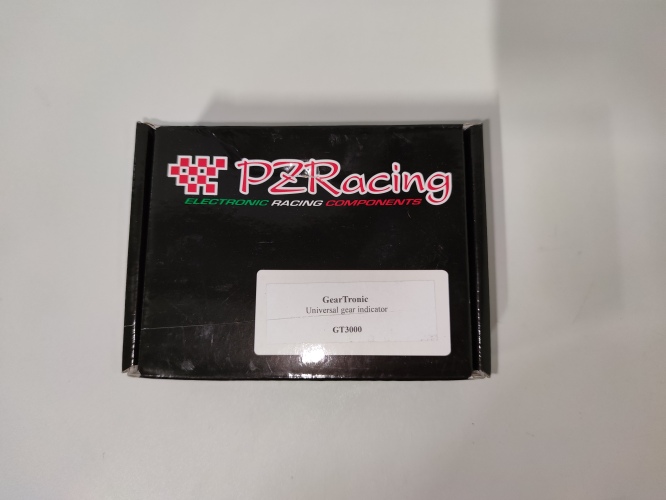 PZRacing
ELECTRONIC RACING COMPONENTS
GearTronic
Universal gear indicator
GT3000